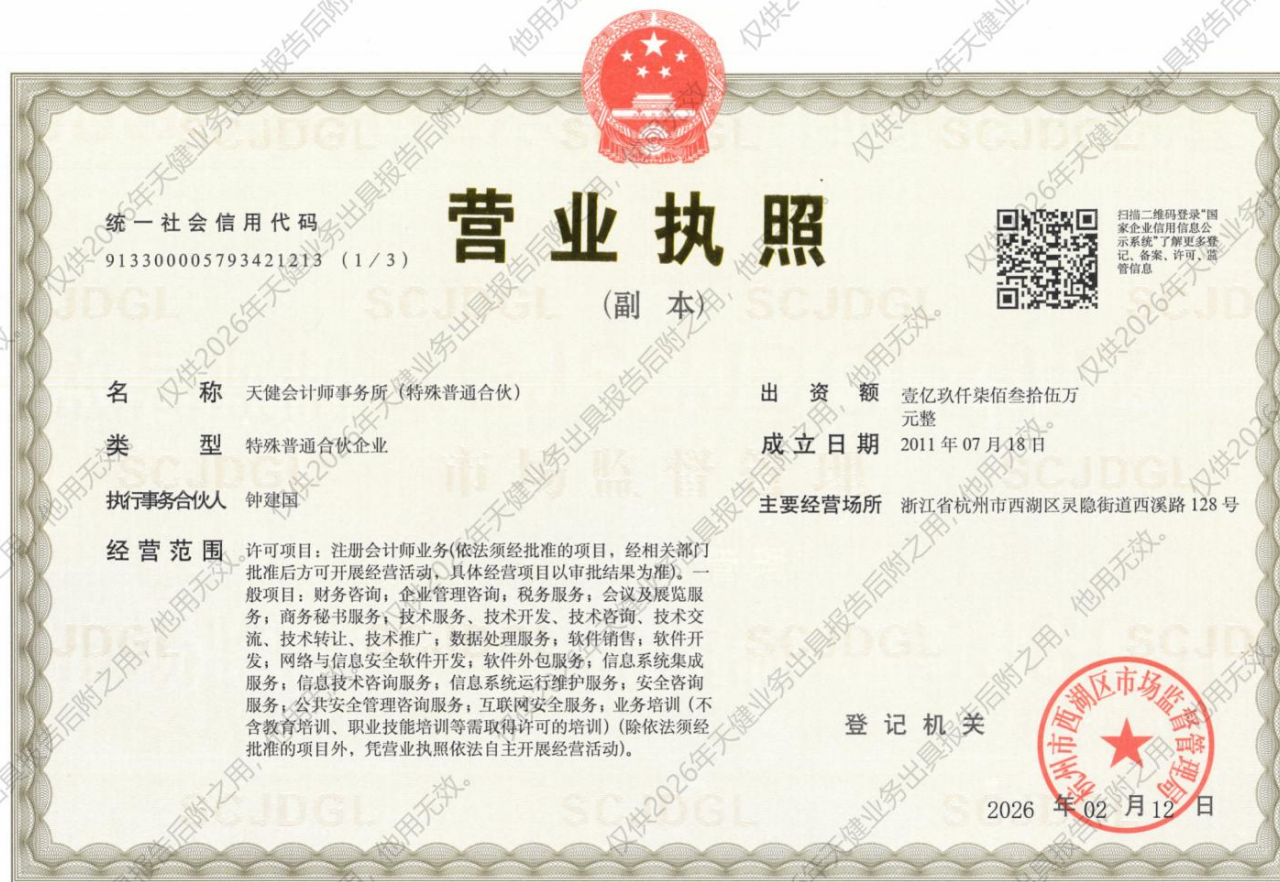 营业执照
(副 本)
统一社会信用代码
913300005793421213 (1/3)
扫描二维码登录“国
家企业信用信息公
示系统”了解更多登
记、备案、许可、监
管信息
名 称 天健会计师事务所（特殊普通合伙）
类 型 特殊普通合伙企业
执行事务合伙人 钟建国
经营范围 许可项目：注册会计师业务(依法须经批准的项目，经相关部门
批准后方可开展经营活动，具体经营项目以审批结果为准)。一
般项目：财务咨询；企业管理咨询；税务服务；会议及展览服
务；商务秘书服务；技术服务、技术开发、技术咨询、技术交
流、技术转让、技术推广；数据处理服务；软件销售；软件开
发；网络与信息安全软件开发；软件外包服务；信息系统集成
服务；信息技术咨询服务；信息系统运行维护服务；安全咨询
服务；公共安全管理咨询服务；互联网安全服务；业务培训（不
含教育培训、职业技能培训等需取得许可的培训）(除依法须经
批准的项目外，凭营业执照依法自主开展经营活动)。
出 资 额 壹亿玖仟柒佰叁拾伍万
元整
成立日期 2011年07月18日
主要经营场所 浙江省杭州市西湖区灵隐街道西溪路128号
登记机关
杭州市西湖区市场监督管理局
2026 年 02 月 12 日
仅供2026年天健业务出具报告后附之用，他用无效。
SCJDGL
市场监督管理